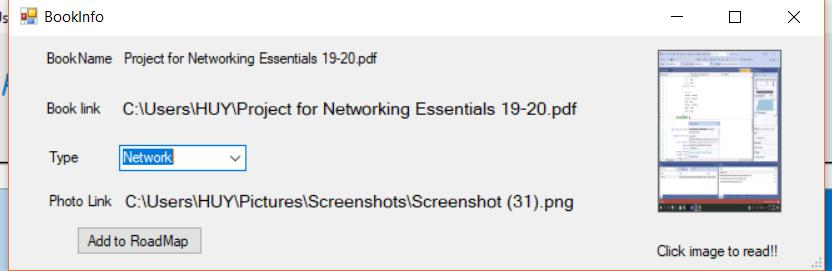 BookInfo
BookName Project for Networking Essentials 19-20.pdf
Book link C:\Users\HUY\Project for Networking Essentials 19-20.pdf
Type Network
Photo Link C:\Users\HUY\Pictures\Screenshots\Screenshot (31).png
Add to RoadMap
Click image to read!!